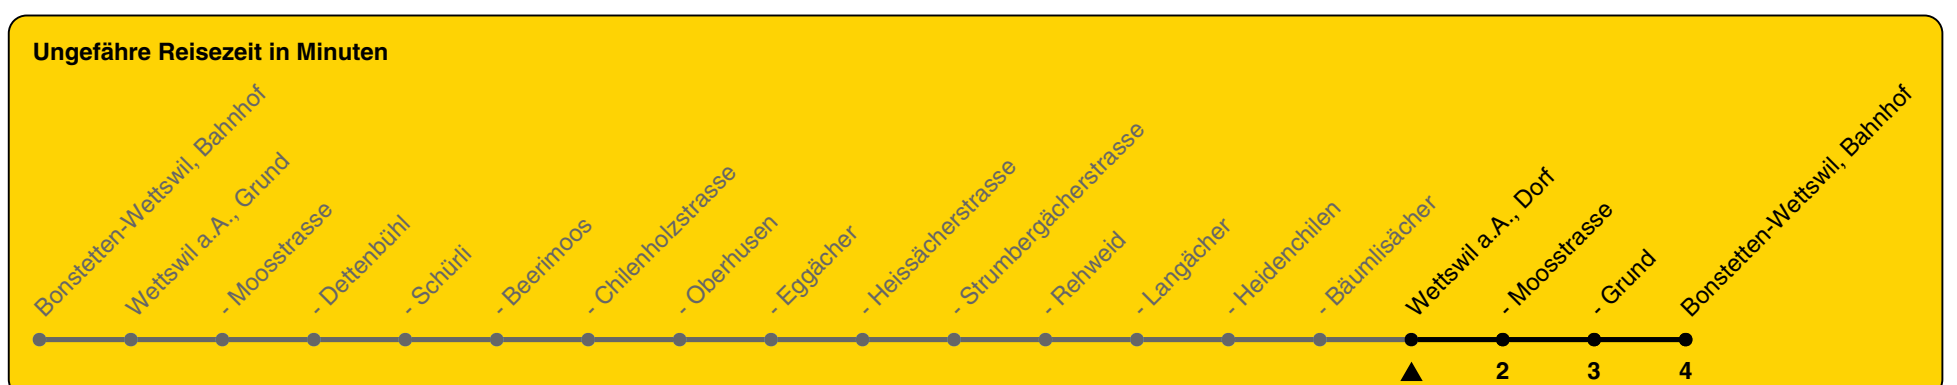 Ungefähre Reisezeit in Minuten
Bonstetten-Wettswil, Bahnhof
Wettswil a.A., Grund
- Moosstrasse
- Dettenbühl
- Schürli
- Beerimoos
- Chilenholzstrasse
- Oberhusen
- Eggächer
- Heissächerstrasse
- Strumbergächerstrasse
- Rehweid
- Langächer
- Heidenchilen
- Bäumlisächer
Wettswil a.A., Dorf
- Moosstrasse
- Grund
Bonstetten-Wettswil, Bahnhof
2 3 4